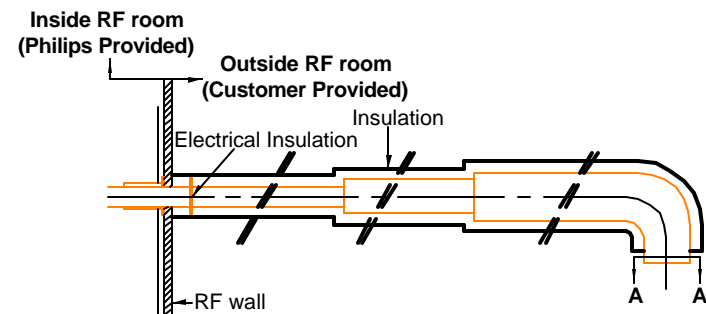 Inside RF room
(Philips Provided)
Outside RF room
(Customer Provided)
Insulation
Electrical Insulation
RF wall
A
A